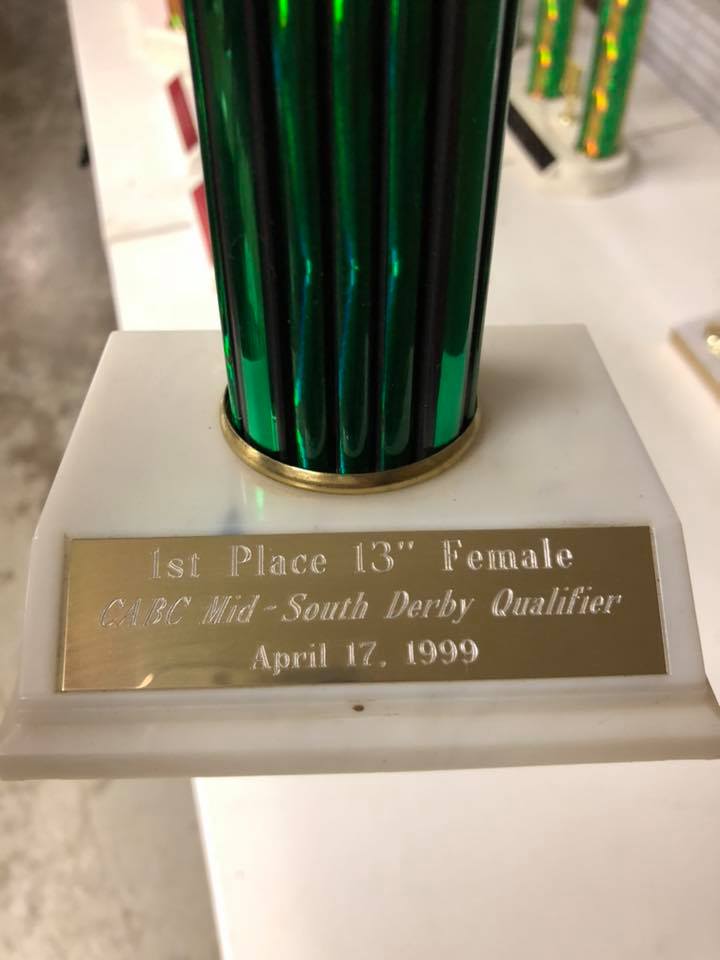 1st Place 13" Female
CABC Mid-South Derby Qualifier
April 17, 1999